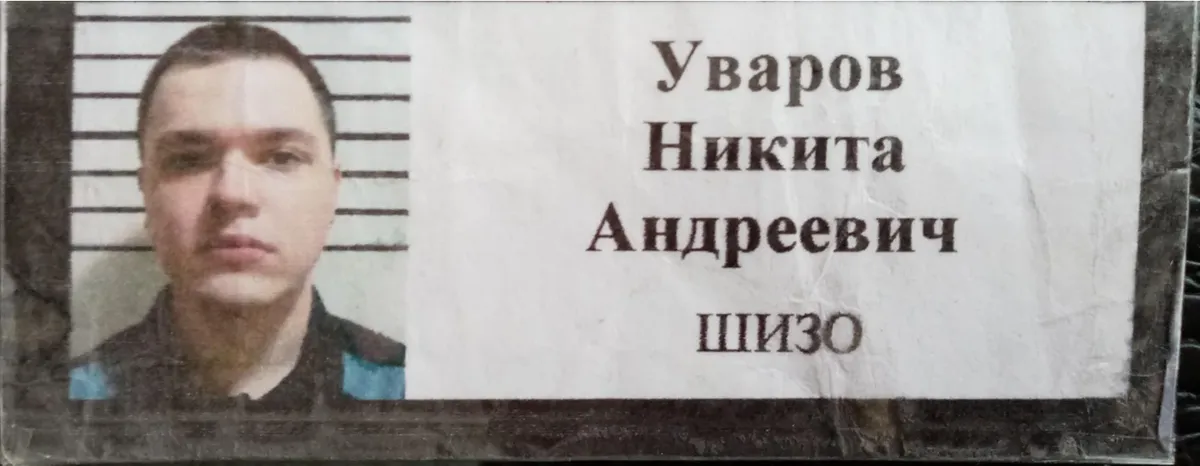 Уваров
Никита
Андреевич
ШИЗО